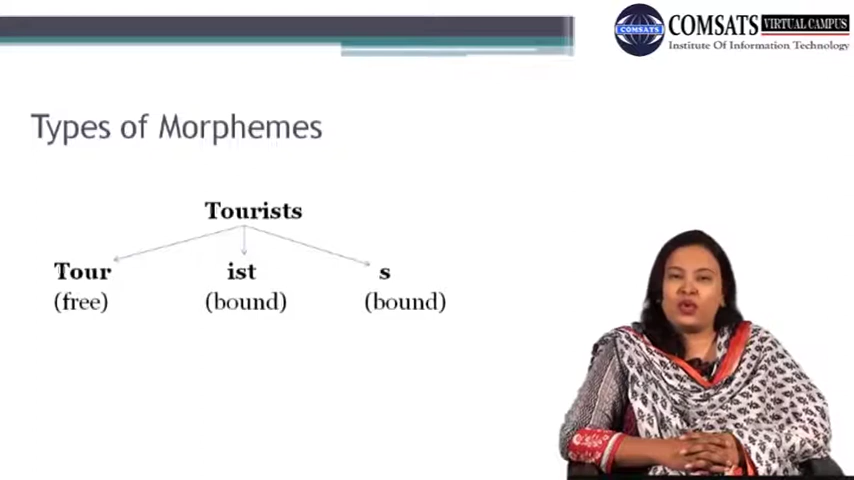 COMSATS VIRTUAL CAMPUS
COMSATS
Institute Of Information Technology
Types of Morphemes
Tourists
Tour ist s
(free) (bound) (bound)